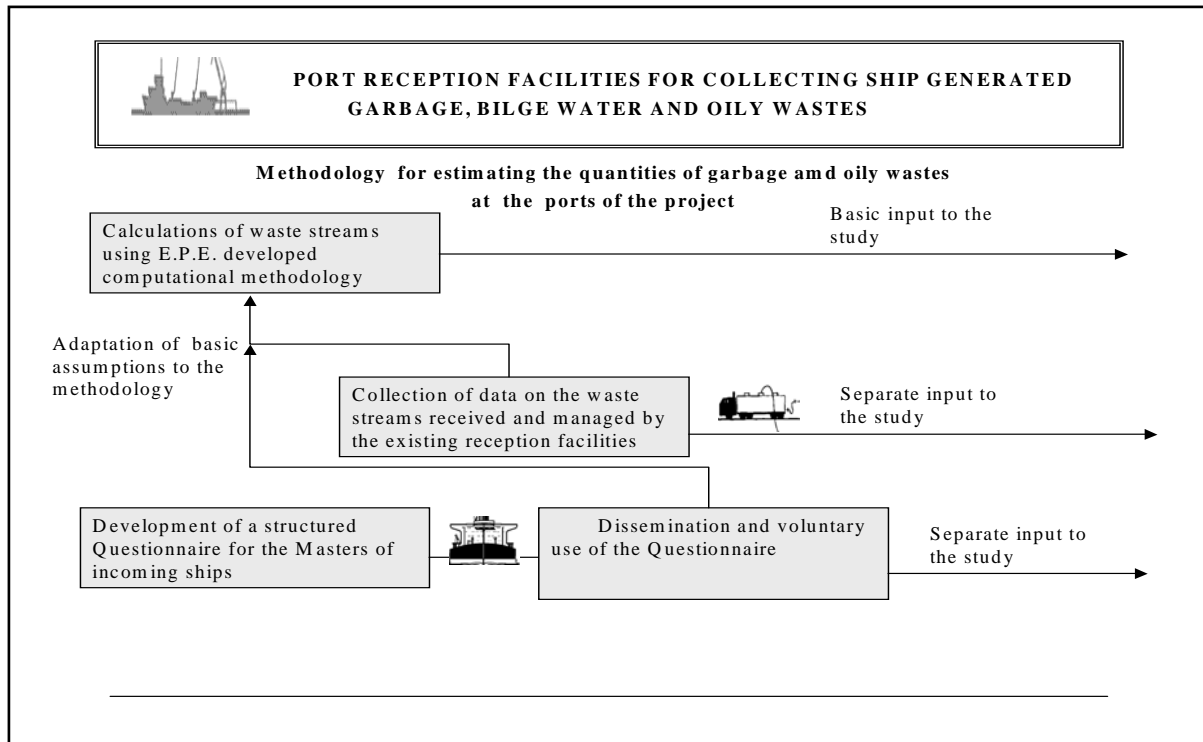 PORT RECEPTION FACILITIES FOR COLLECTING SHIP GENERATED
GARBAGE, BILGE WATER AND OILY WASTES
Methodology for estimating the quantities of garbage amd oily wastes
at the ports of the project
Calculations of waste streams
using E.P.E. developed
computational methodology
Basic input to the
study
Adaptation of basic
assumptions to the
methodology
Collection of data on the waste
streams received and managed by
the existing reception facilities
Separate input to
the study
Development of a structured
Questionnaire for the Masters of
incoming ships
Dissemination and voluntary
use of the Questionnaire
Separate input to
the study